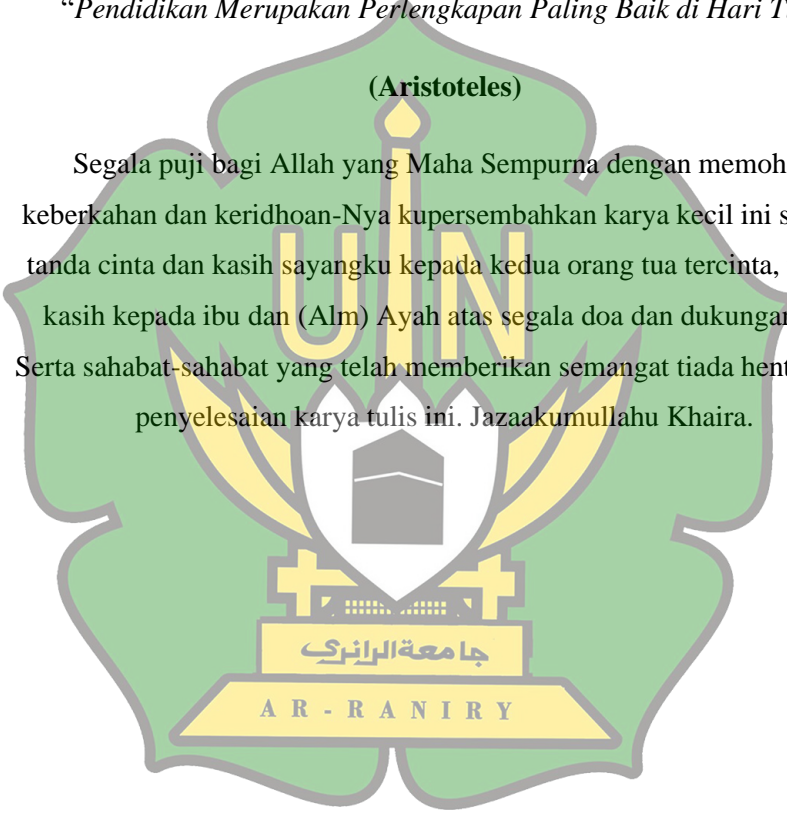 “Pendidikan Merupakan Perlengkapan Paling Baik di Hari
(Aristoteles)
Segala puji bagi Allah yang Maha Sempurna dengan
keberkahan dan keridhoan-Nya kupersembahkan karya kecil ini
tanda cinta dan kasih sayangku kepada kedua orang tua tercinta,
kasih kepada ibu dan (Alm) Ayah atas segala doa dan
Serta sahabat-sahabat yang telah memberikan semangat tiada
penyelesaian karya tulis ini. Jazaakumullahu Khaira.
UIN
جامعة الرانري
AR-RANIRY